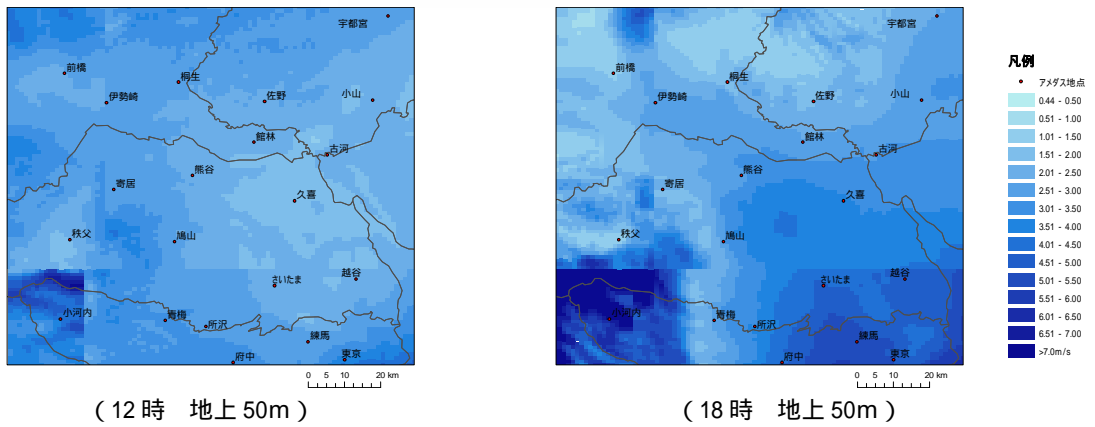 宇都宮
前橋
桐生
伊勢崎
佐野
小山
館林
古河
熊谷
寄居
久喜
秩父
鳩山
越谷
さいたま
小河内
青梅
所沢
練馬
府中
東京
0 5 10 20 km
（12 時　地上 50m）
宇都宮
前橋
桐生
伊勢崎
佐野
小山
館林
古河
熊谷
寄居
久喜
秩父
鳩山
越谷
さいたま
小河内
青梅
所沢
練馬
府中
東京
0 5 10 20 km
（18 時　地上 50m）
凡例
アメダス地点
0.44 - 0.50
0.51 - 1.00
1.01 - 1.50
1.51 - 2.00
2.01 - 2.50
2.51 - 3.00
3.01 - 3.50
3.51 - 4.00
4.01 - 4.50
4.51 - 5.00
5.01 - 5.50
5.51 - 6.00
6.01 - 6.50
6.51 - 7.00
>7.0m/s